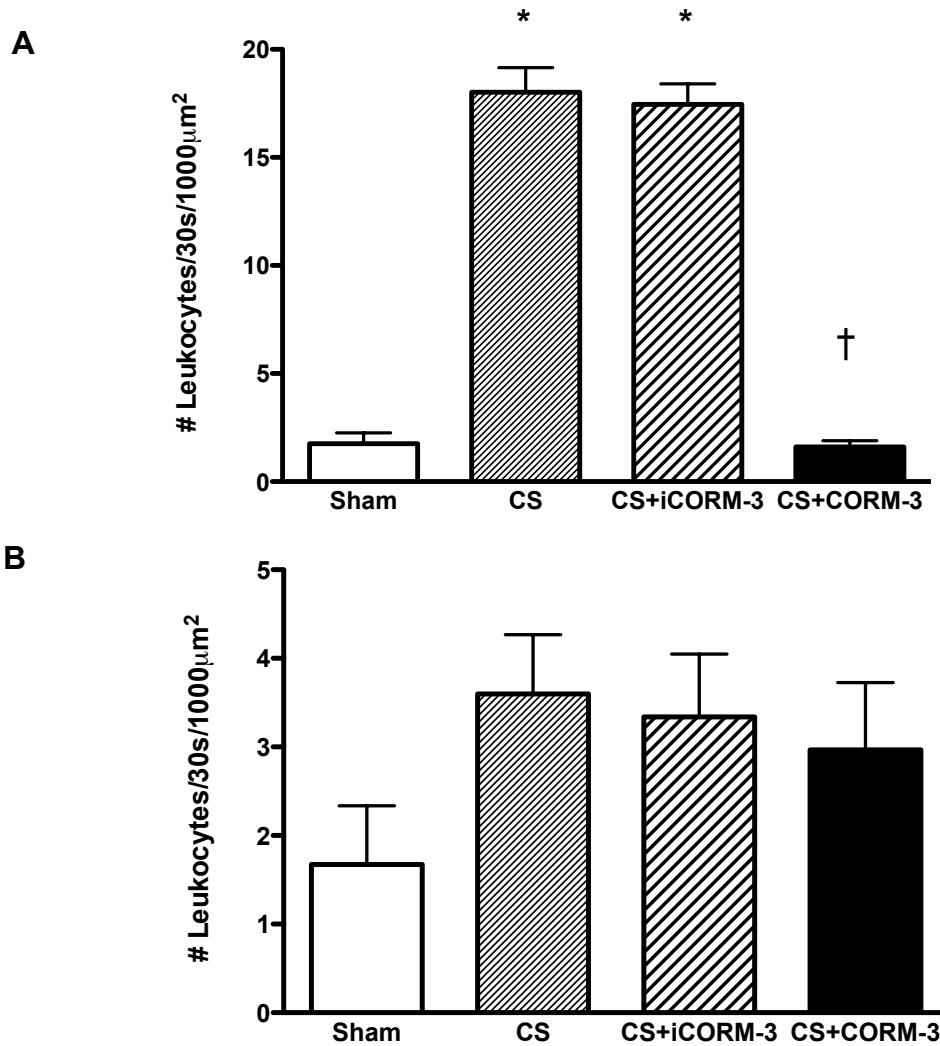 A
* *
# Leukocytes/30s/1000μm²
20
15
10
5
0
†
Sham CS CS+iCORM-3 CS+CORM-3
B
# Leukocytes/30s/1000μm²
5
4
3
2
1
0
Sham CS CS+iCORM-3 CS+CORM-3